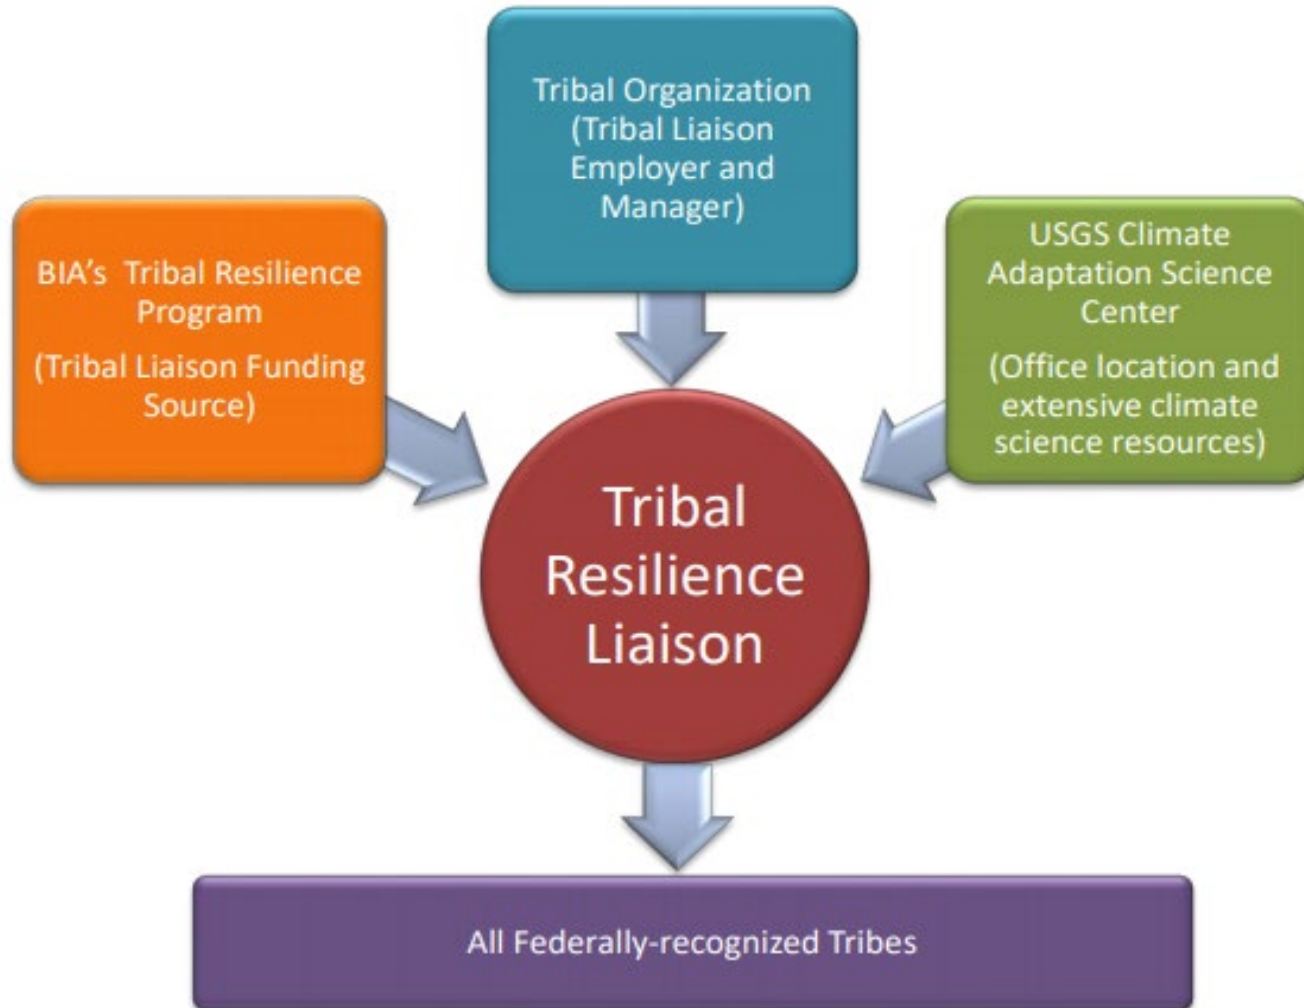 Tribal Organization
(Tribal Liaison
Employer and
Manager)
BIA's  Tribal Resilience
Program
(Tribal Liaison Funding
Source)
USGS Climate
Adaptation Science
Center
(Office location and
extensive climate
science resources)
Tribal
Resilience
Liaison
All Federally-recognized Tribes